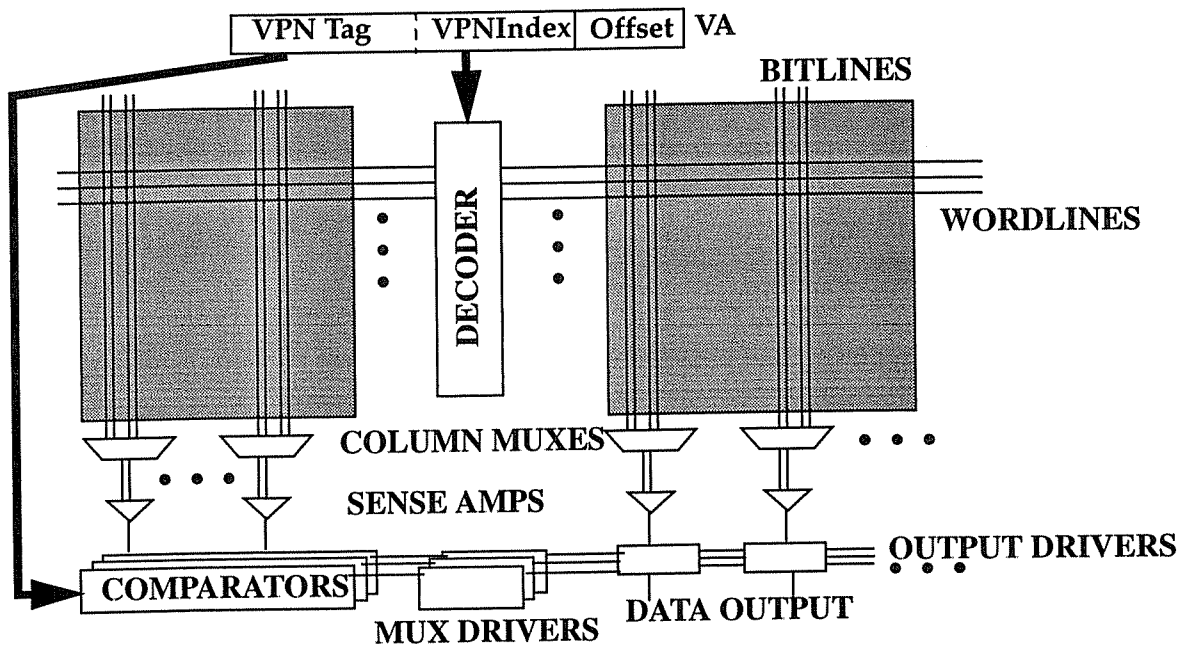 VPN Tag VPNIndex Offset VA
BITLINES
DECODER
WORDLINES
COLUMN MUXES
SENSE AMPS
OUTPUT DRIVERS
COMPARATORS
DATA OUTPUT
MUX DRIVERS